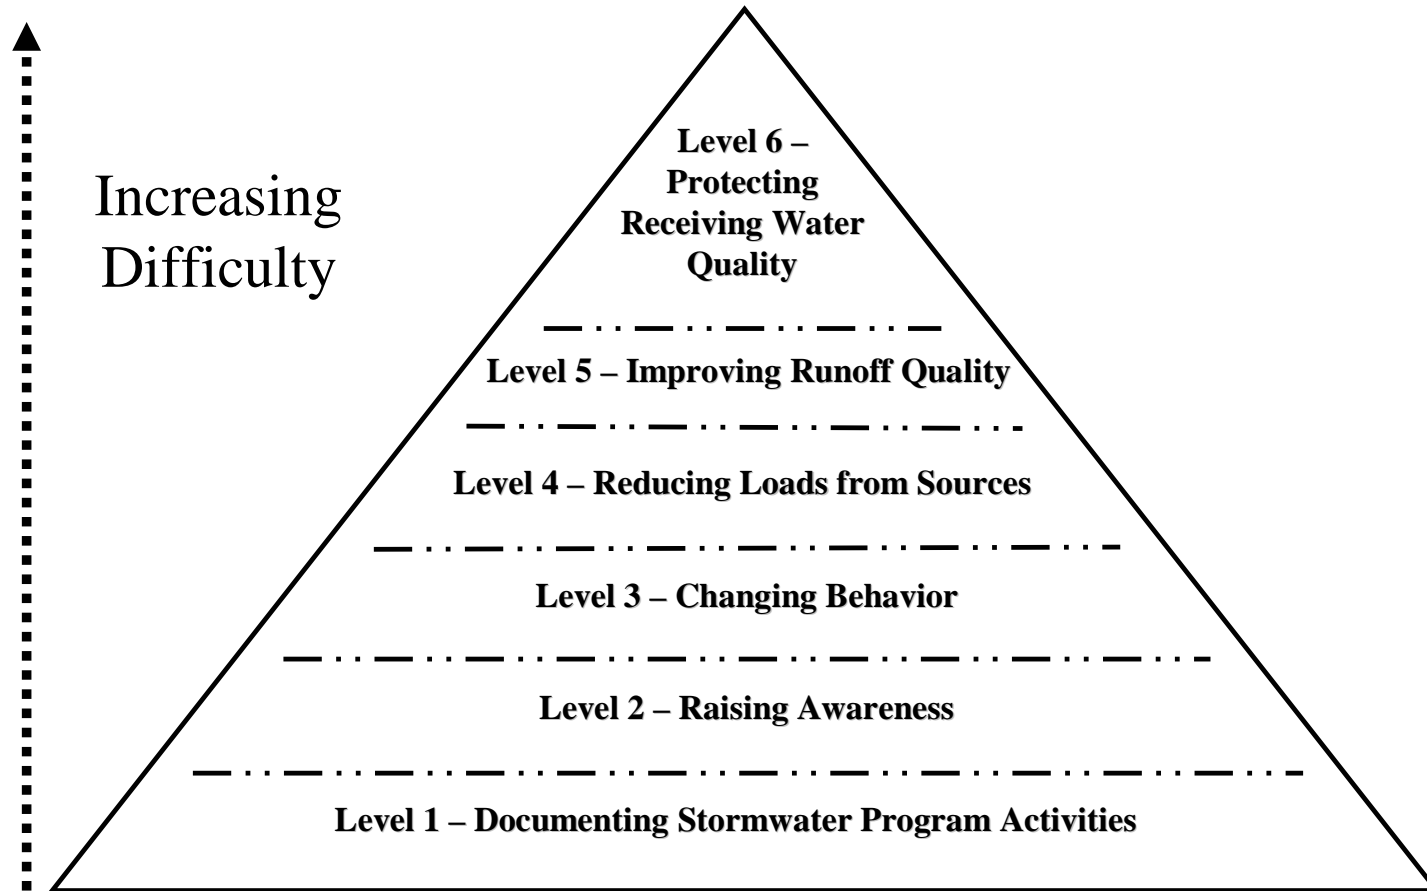 Increasing
Difficulty
Level 6 –
Protecting
Receiving Water
Quality
Level 5 – Improving Runoff Quality
Level 4 – Reducing Loads from Sources
Level 3 – Changing Behavior
Level 2 – Raising Awareness
Level 1 – Documenting Stormwater Program Activities